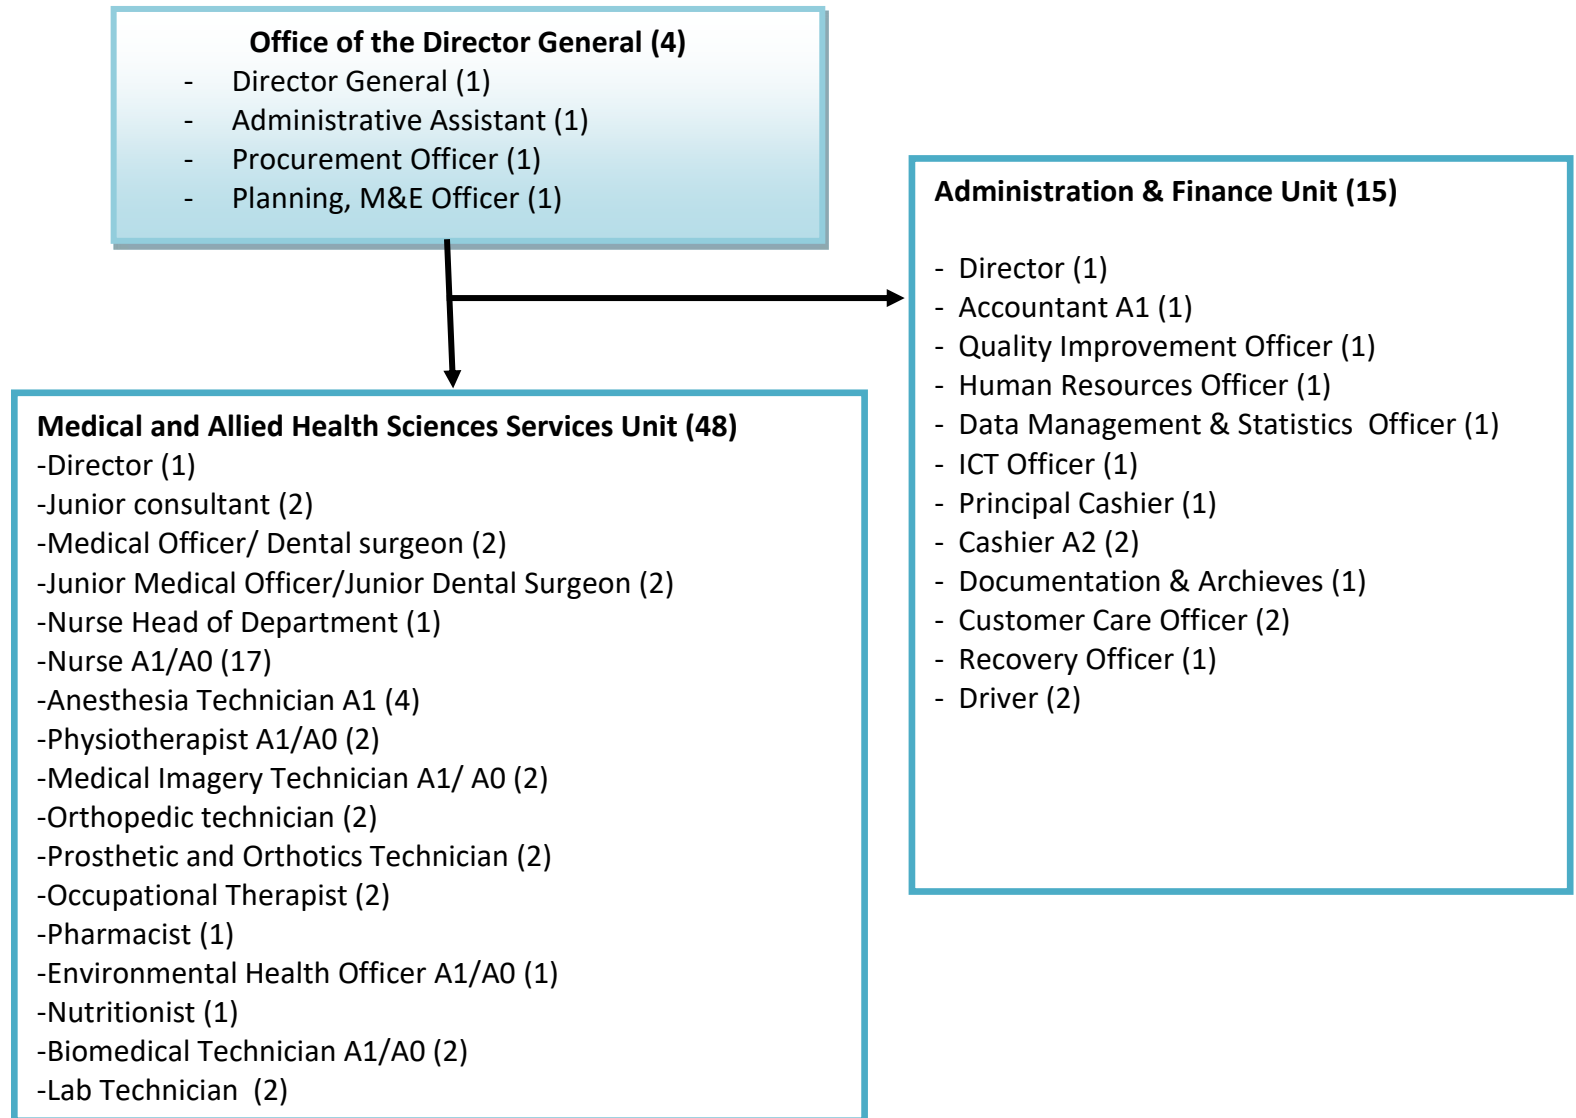 Office of the Director General (4)
- Director General (1)
- Administrative Assistant (1)
- Procurement Officer (1)
- Planning, M&E Officer (1)
Administration & Finance Unit (15)
- Director (1)
- Accountant A1 (1)
- Quality Improvement Officer (1)
- Human Resources Officer (1)
- Data Management & Statistics  Officer (1)
- ICT Officer (1)
- Principal Cashier (1)
- Cashier A2 (2)
- Documentation & Archieves (1)
- Customer Care Officer (2)
- Recovery Officer (1)
- Driver (2)
Medical and Allied Health Sciences Services Unit (48)
-Director (1)
-Junior consultant (2)
-Medical Officer/ Dental surgeon (2)
-Junior Medical Officer/Junior Dental Surgeon (2)
-Nurse Head of Department (1)
-Nurse A1/A0 (17)
-Anesthesia Technician A1 (4)
-Physiotherapist A1/A0 (2)
-Medical Imagery Technician A1/ A0 (2)
-Orthopedic technician (2)
-Prosthetic and Orthotics Technician (2)
-Occupational Therapist (2)
-Pharmacist (1)
-Environmental Health Officer A1/A0 (1)
-Nutritionist (1)
-Biomedical Technician A1/A0 (2)
-Lab Technician  (2)